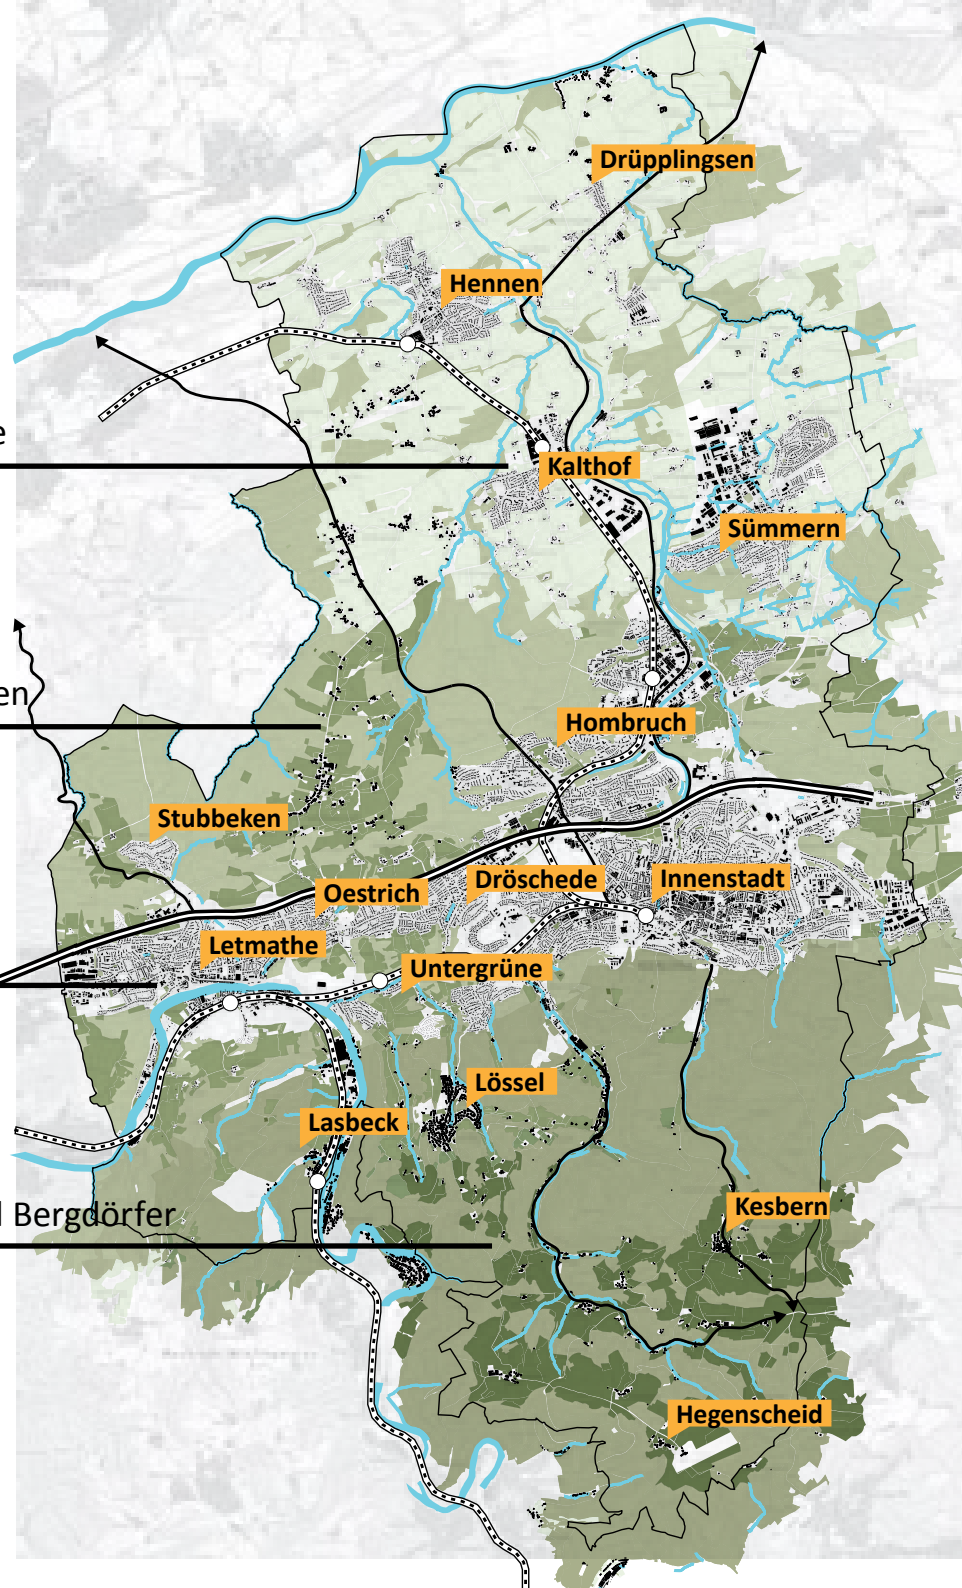 Drüpplingsen
Hennen
e
Kalthof
Sümmern
en
Hombruch
Stubbeken
Dröschede
Innenstadt
Oestrich
Letmathe
Untergrüne
Lössel
Lasbeck
Kesbern
l Bergdörfer
Hegenscheid